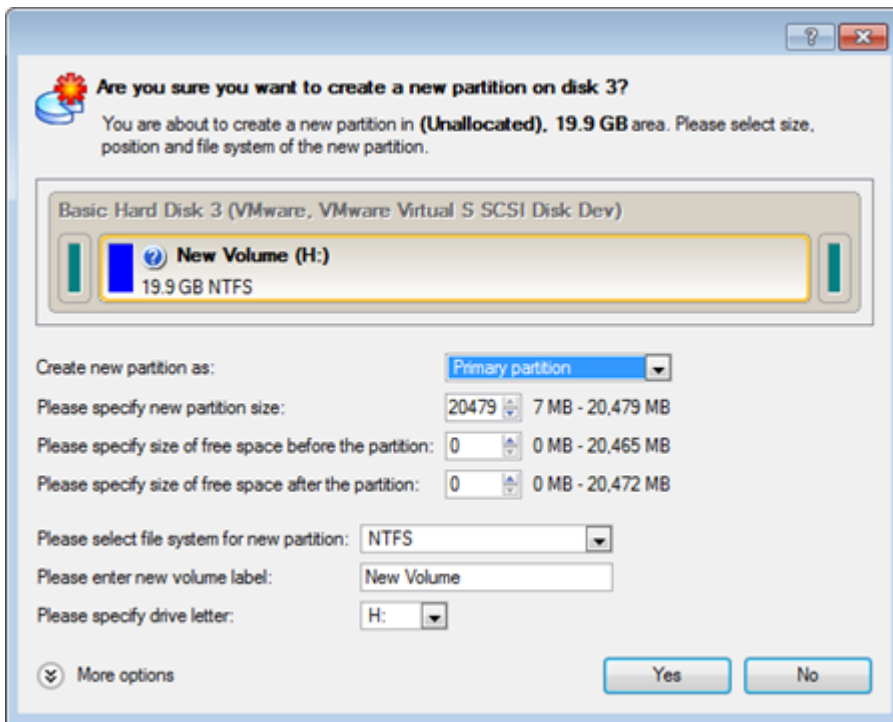 Are you sure you want to create a new partition on disk 3?
You are about to create a new partition in (Unallocated), 19.9 GB area. Please select size,
position and file system of the new partition.
Basic Hard Disk 3 (VMware, VMware Virtual S SCSI Disk Dev)
New Volume (H:)
19.9 GB NTFS
Create new partition as: Primary partition
Please specify new partition size: 20479 7 MB - 20,479 MB
Please specify size of free space before the partition: 0 0 MB - 20,465 MB
Please specify size of free space after the partition: 0 0 MB - 20,472 MB
Please select file system for new partition: NTFS
Please enter new volume label: New Volume
Please specify drive letter: H:
More options Yes No